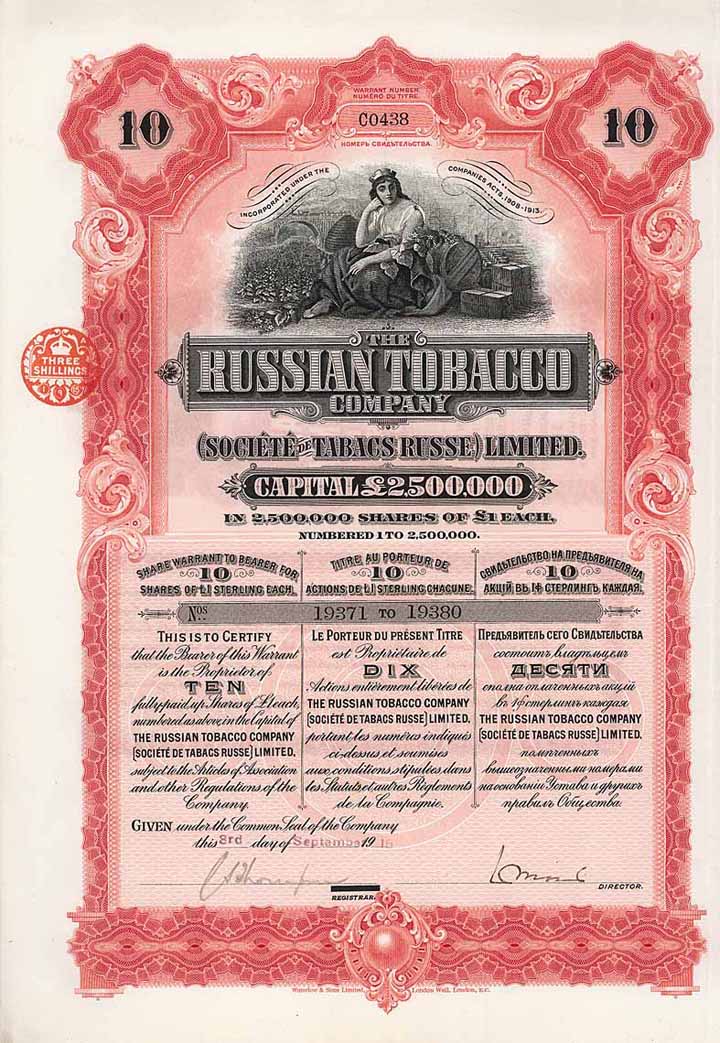 WARRANT NUMBER
NUMÉRO DU TITRE.
C0438
НОМЕРЪ СВИДѢТЕЛЬСТВА.
10
10
INCORPORATED UNDER THE
COMPANIES ACTS, 1908-1913.
THREE
SHILLINGS
THE
RUSSIAN TOBACCO
COMPANY
(SOCIÉTÉ DE TABACS RUSSE) LIMITED.
CAPITAL £2,500,000
IN 2,500,000 SHARES OF £1 EACH,
NUMBERED 1 TO 2,500,000.
SHARE WARRANT TO BEARER FOR
10
SHARES OF £1 STERLING EACH.
TITRE AU PORTEUR DE
10
ACTIONS DE £1 STERLING CHACUNE.
СВИДѢТЕЛЬСТВО НА ПРЕДЪЯВИТЕЛЯ НА
10
АКЦІЙ ВЪ 1£ СТЕРЛИНГ. КАЖДАЯ.
Nos. 19371 TO 19380
THIS IS TO CERTIFY
that the Bearer of this Warrant
is the Proprietor of
TEN
fully paid up Shares of £1 each,
numbered as above, in the Capital of
THE RUSSIAN TOBACCO COMPANY
(SOCIÉTÉ DE TABACS RUSSE) LIMITED,
subject to the Articles of Association
and other Regulations of the
Company.
LE PORTEUR DU PRÉSENT TITRE
est Propriétaire de
DIX
Actions entièrement libérées de
THE RUSSIAN TOBACCO COMPANY
(SOCIÉTÉ DE TABACS RUSSE) LIMITED.
portant les numéros indiqués
ci-dessus et soumises
aux conditions stipulées dans
les Statuts et autres Règlements
de la Compagnie.
ПРЕДЪЯВИТЕЛЬ СЕГО СВИДѢТЕЛЬСТВА
состоитъ владѣльцемъ
ДЕСЯТИ
сполна оплаченныхъ акцій
въ 1£ стерлинг каждая
THE RUSSIAN TOBACCO COMPANY
(SOCIÉTÉ DE TABACS RUSSE) LIMITED.
помѣченныхъ
вышеозначенными номерами
на основаніи Устава и другихъ
правилъ Общества.
GIVEN under the Common Seal of the Company
this 3rd day of September 19
REGISTRAR.
DIRECTOR.
Waterlow & Sons Limited, London Wall, London, E.C.